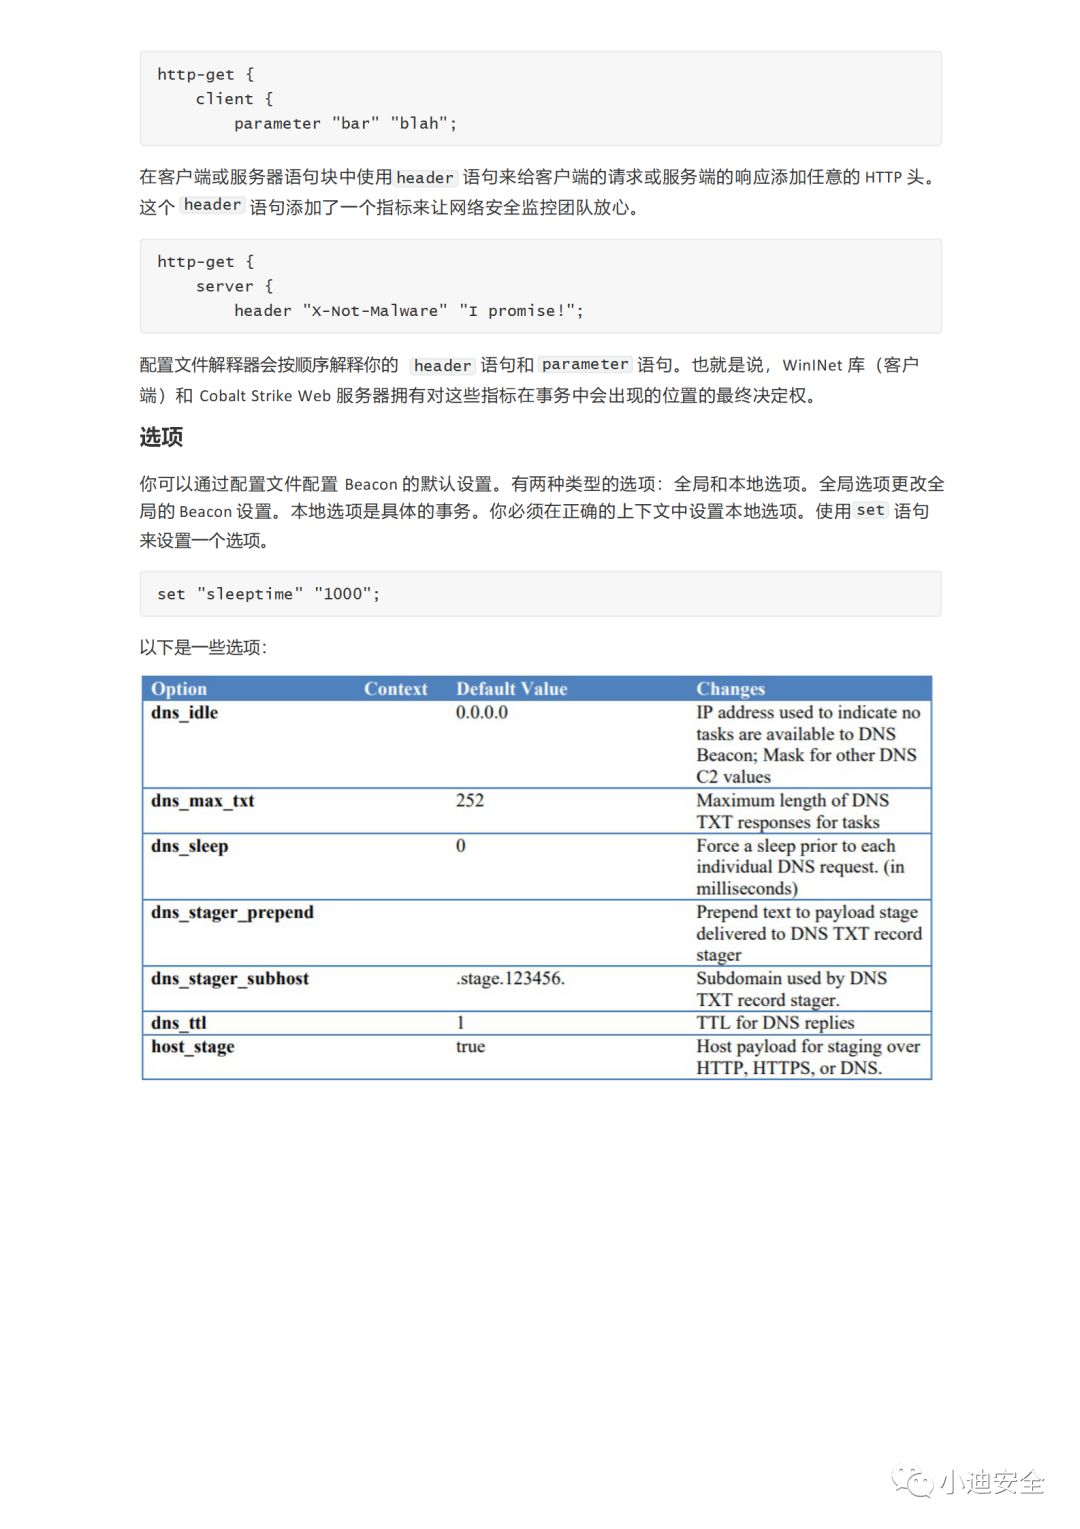 http-get {
    client {
        parameter "bar" "blah";
在客户端或服务器语句块中使用 header 语句来给客户端的请求或服务端的响应添加任意的 HTTP 头。
这个 header 语句添加了一个指标来让网络安全监控团队放心。
http-get {
    server {
        header "X-Not-Malware" "I promise!";
配置文件解释器会按顺序解释你的 header 语句和 parameter 语句。也就是说，WinINet 库（客户
端）和 Cobalt Strike Web 服务器拥有对这些指标在事务中会出现的位置的最终决定权。
选项
你可以通过配置文件配置 Beacon 的默认设置。有两种类型的选项：全局和本地选项。全局选项更改全
局的 Beacon 设置。本地选项是具体的事务。你必须在正确的上下文中设置本地选项。使用 set 语句
来设置一个选项。
set "sleeptime" "1000";
以下是一些选项：
Option Context Default Value Changes
dns_idle 0.0.0.0 IP address used to indicate no
tasks are available to DNS
Beacon; Mask for other DNS
C2 values
dns_max_txt 252 Maximum length of DNS
TXT responses for tasks
dns_sleep 0 Force a sleep prior to each
individual DNS request. (in
milliseconds)
dns_stager_prepend Prepend text to payload stage
delivered to DNS TXT record
stager
dns_stager_subhost .stage.123456. Subdomain used by DNS
TXT record stager.
dns_ttl 1 TTL for DNS replies
host_stage true Host payload for staging over
HTTP, HTTPS, or DNS.
小迪安全